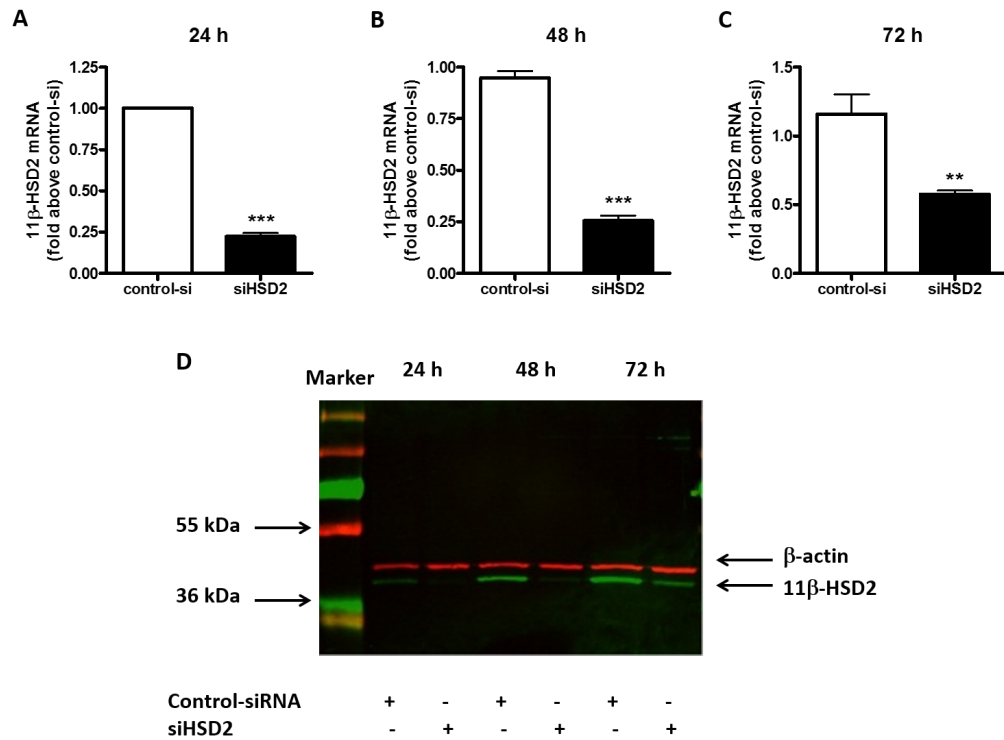 A
24 h
11β-HSD2 mRNA
(fold above control-si)
1.25
1.00
0.75
0.50
0.25
0.00
***
control-si
siHSD2
B
48 h
11β-HSD2 mRNA
(fold above control-si)
1.00
0.75
0.50
0.25
0.00
***
control-si
siHSD2
C
72 h
11β-HSD2 mRNA
(fold above control-si)
1.5
1.0
0.5
0.0
**
control-si
siHSD2
D
Marker 24 h 48 h 72 h
55 kDa
36 kDa
β-actin
11β-HSD2
Control-siRNA + - + - + -
siHSD2 - + - + - +